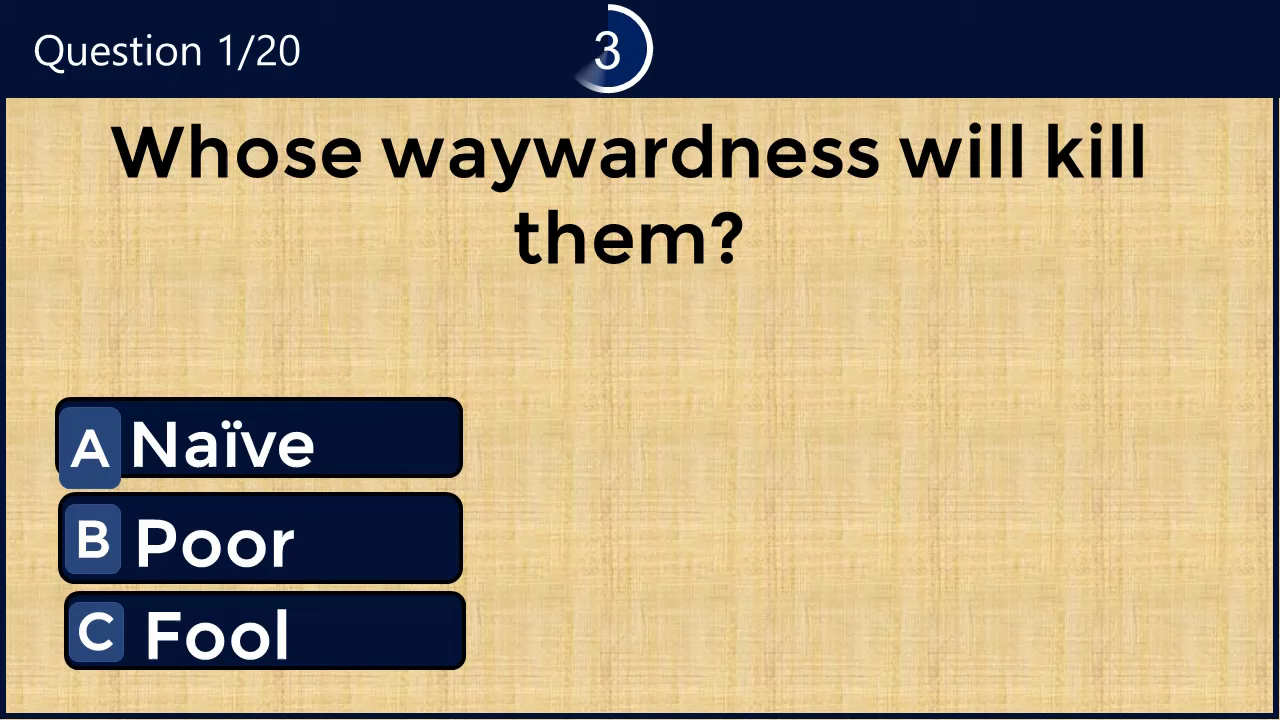 Question 1/20
3
Whose waywardness will kill
them?
A Naïve
B Poor
C Fool